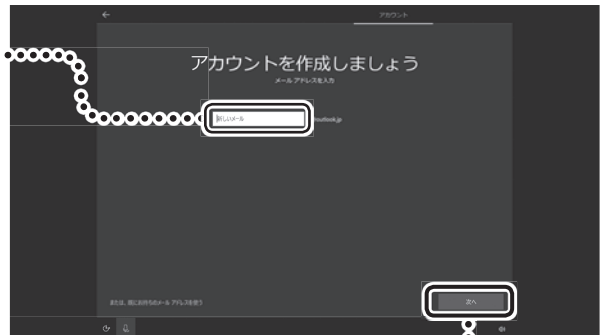 アカウント
アカウントを作成しましょう
メール アドレスを入力
新しいメール
@outlook.jp
または、既にお持ちのメール アドレスを使う
次へ